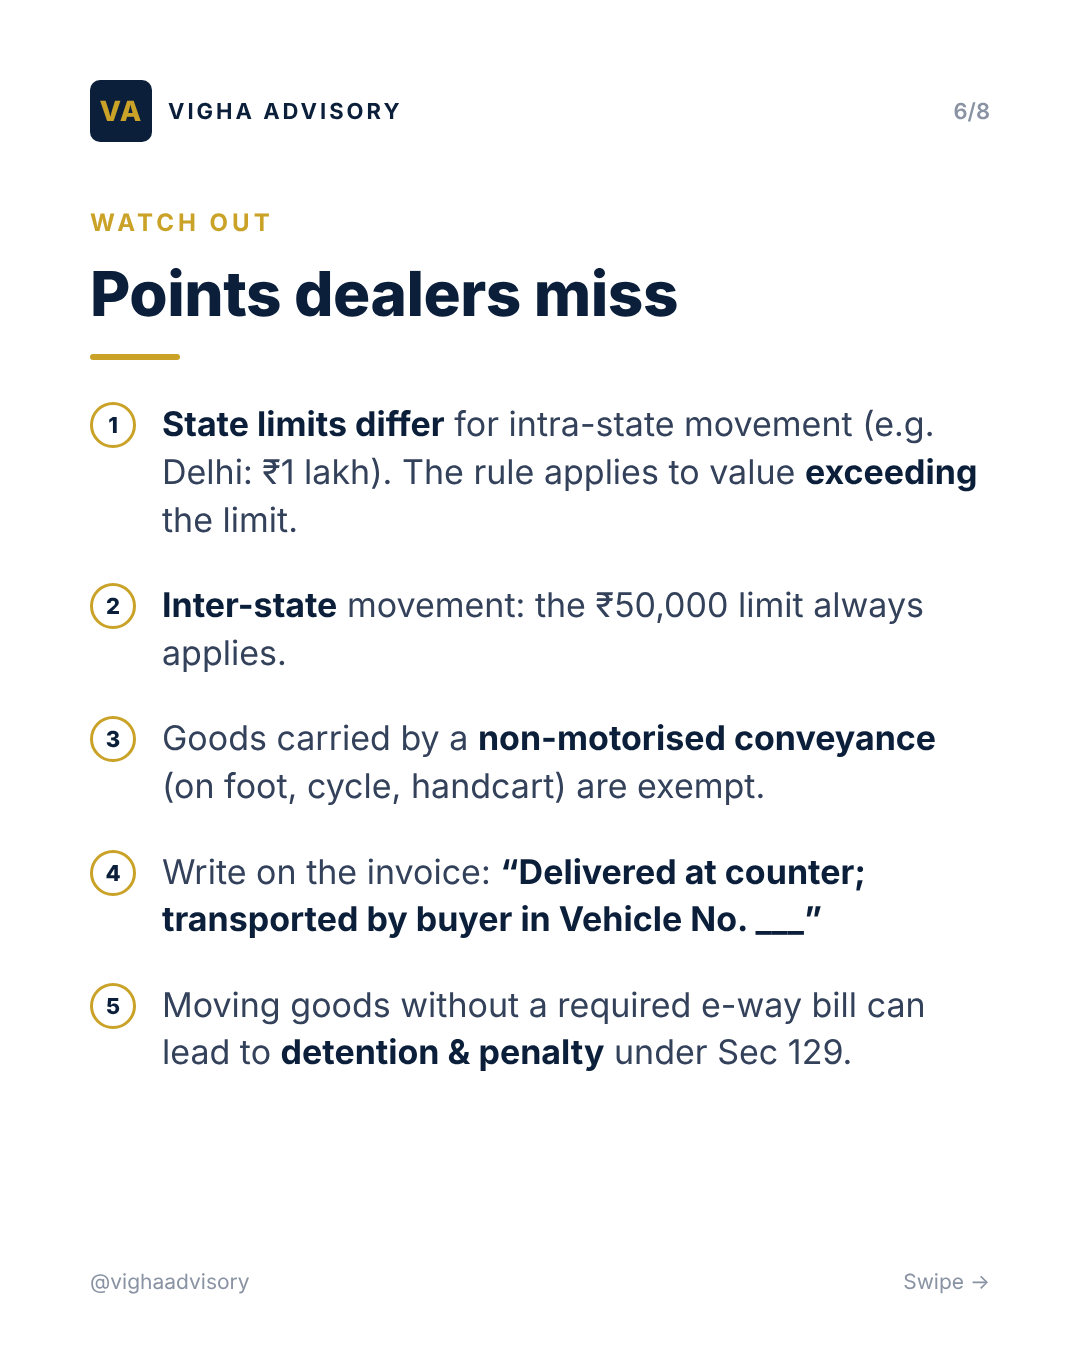 VA VIGHA ADVISORY 6/8
WATCH OUT
Points dealers miss
1 State limits differ for intra-state movement (e.g.
Delhi: ₹1 lakh). The rule applies to value exceeding
the limit.
2 Inter-state movement: the ₹50,000 limit always
applies.
3 Goods carried by a non-motorised conveyance
(on foot, cycle, handcart) are exempt.
4 Write on the invoice: “Delivered at counter;
transported by buyer in Vehicle No. ___”
5 Moving goods without a required e-way bill can
lead to detention & penalty under Sec 129.
@vighaadvisory Swipe →